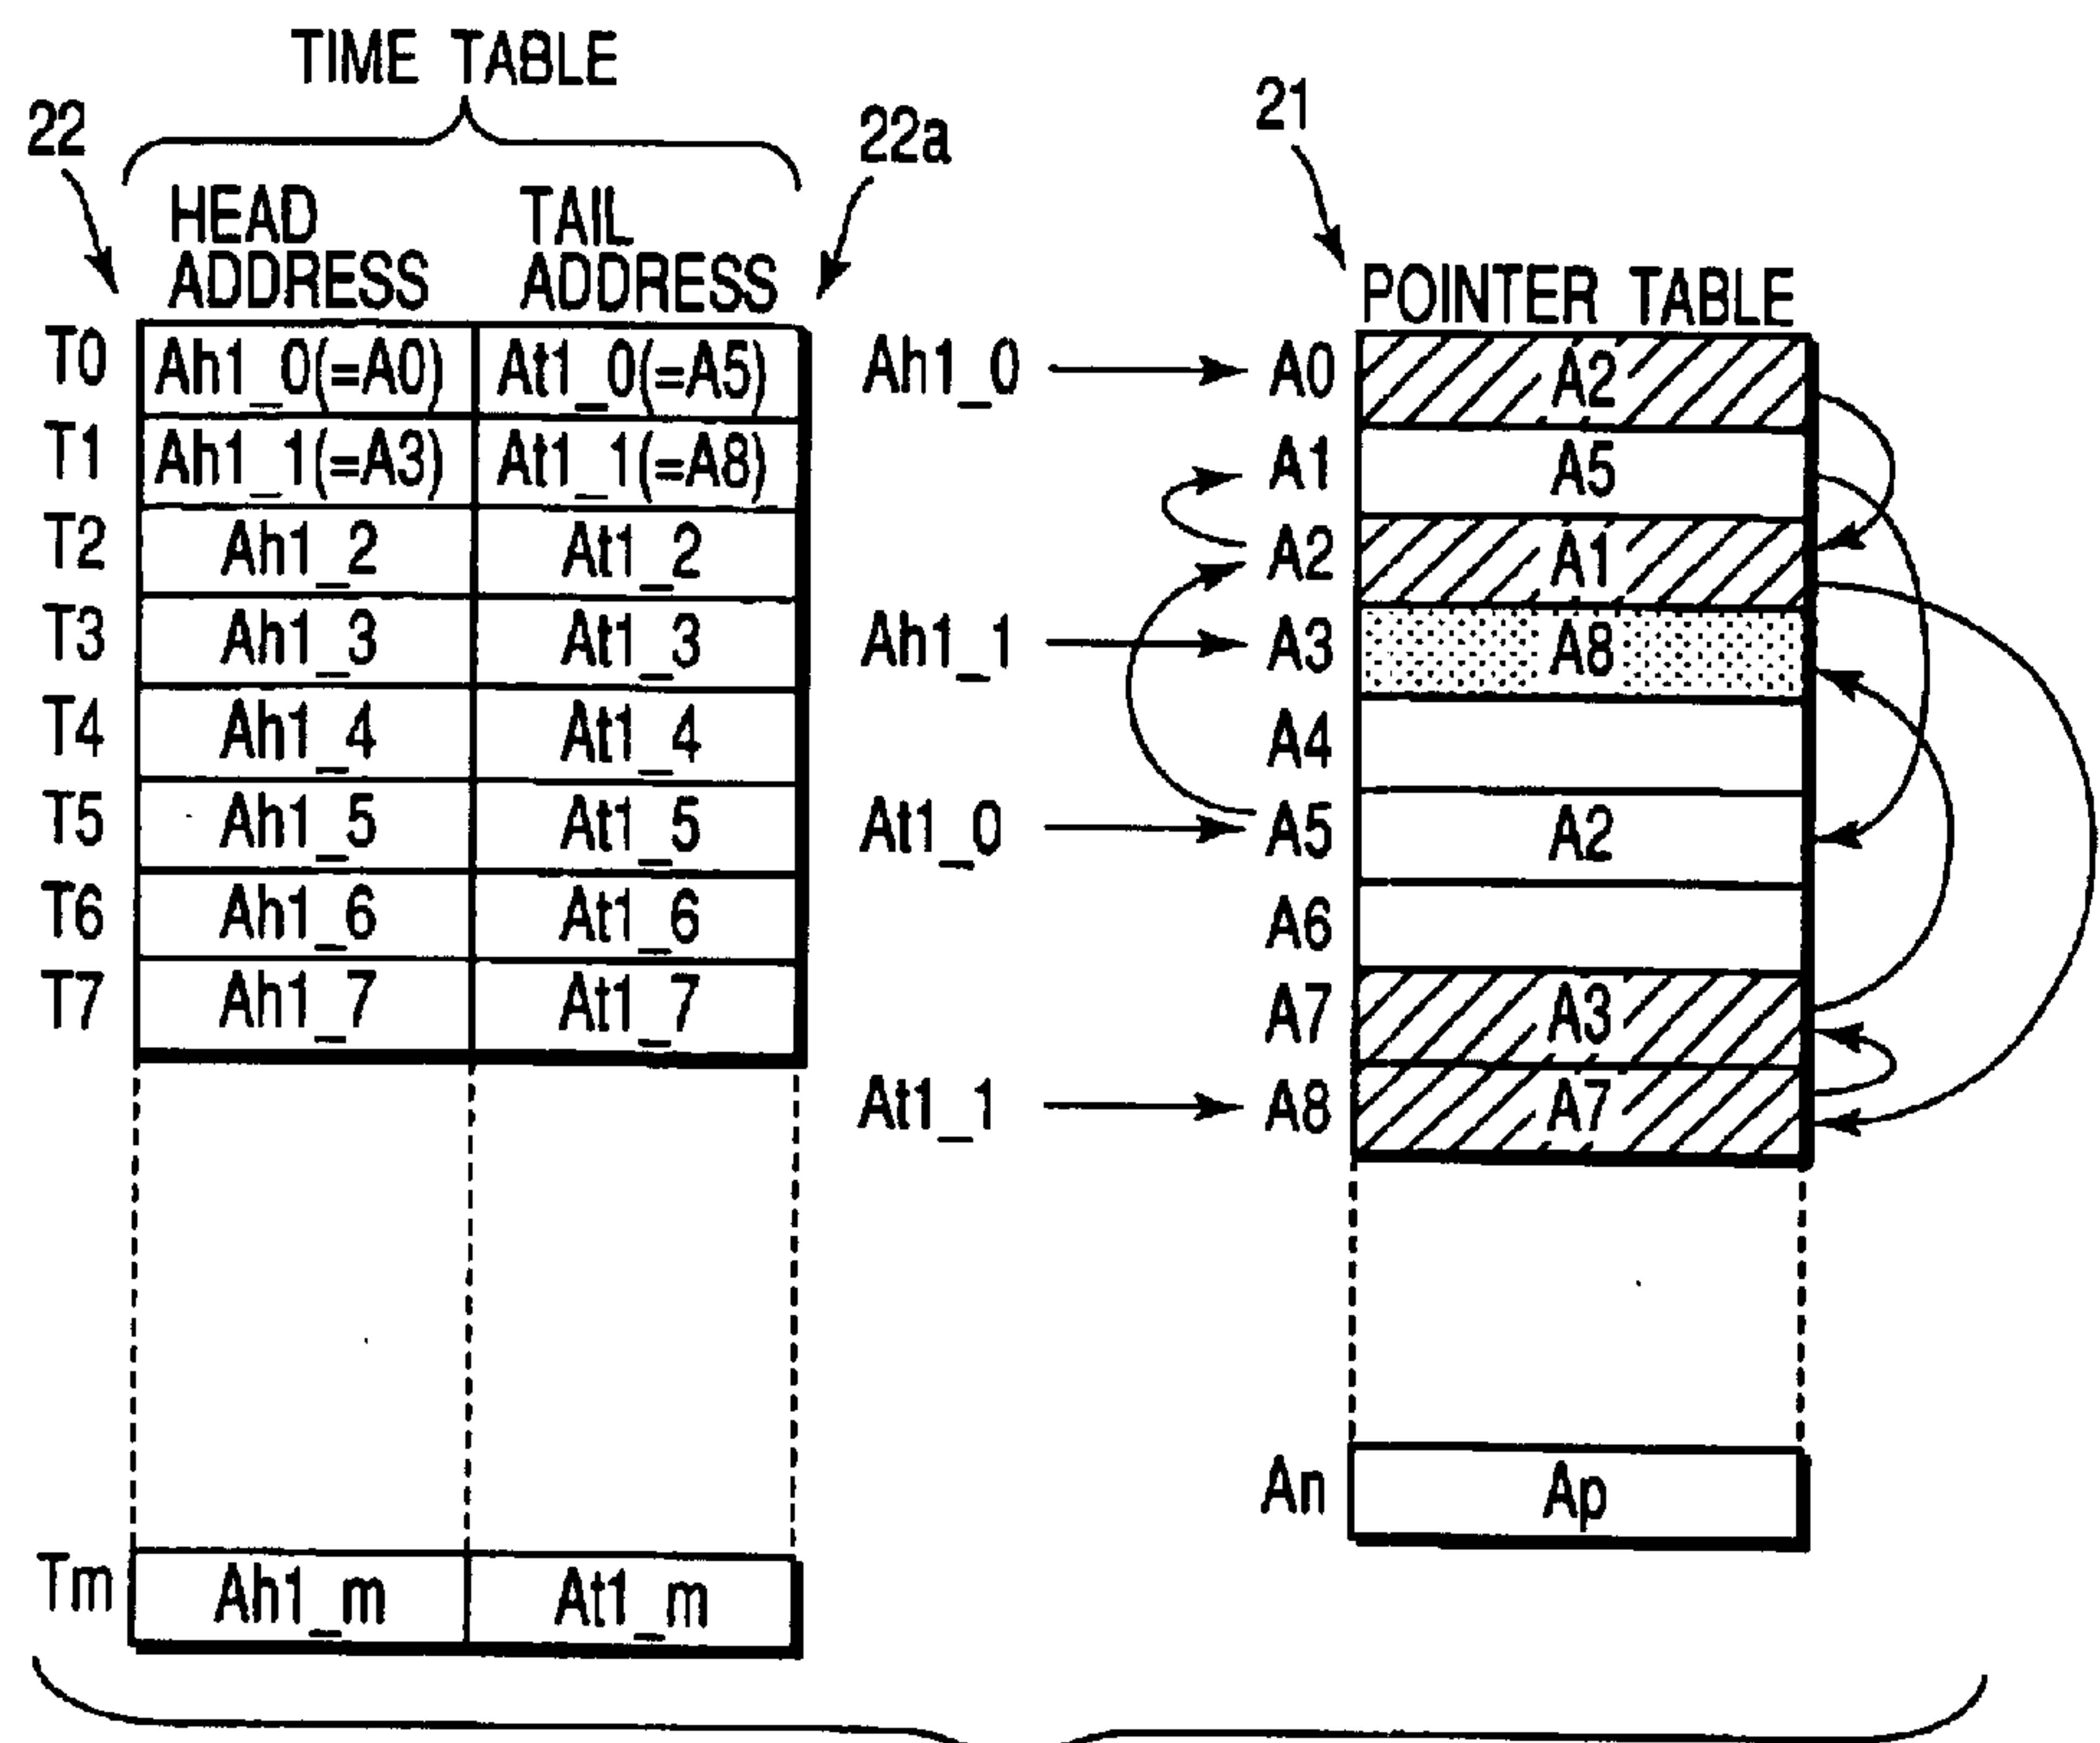 TIME TABLE
22
22a
21
HEAD ADDRESS
TAIL ADDRESS
POINTER TABLE
T0 Ah1_0(=A0) At1_0(=A5)
T1 Ah1_1(=A3) At1_1(=A8)
T2 Ah1_2 At1_2
T3 Ah1_3 At1_3
T4 Ah1_4 At1_4
T5 Ah1_5 At1_5
T6 Ah1_6 At1_6
T7 Ah1_7 At1_7
Tm Ah1_m At1_m
Ah1_0 A0 A2
A1 A5
A2 A1
Ah1_1 A3 A8
A4
At1_0 A5 A2
A6
A7 A3
At1_1 A8 A7
An Ap